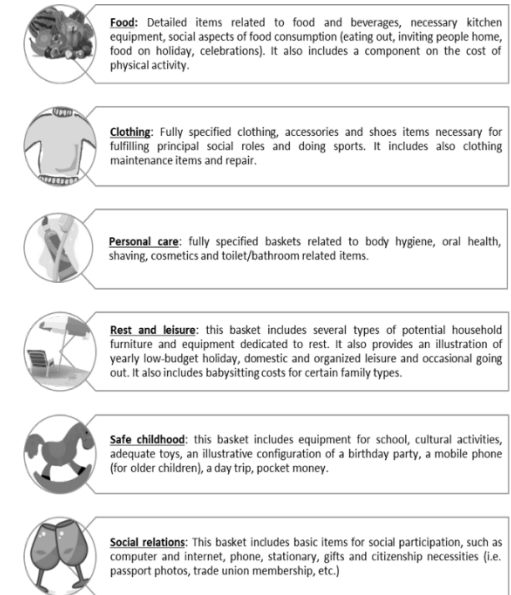 Food: Detailed items related to food and beverages, necessary kitchen
equipment, social aspects of food consumption (eating out, inviting people home,
food on holiday, celebrations). It also includes a component on the cost of
physical activity.
Clothing: Fully specified clothing, accessories and shoes items necessary for
fulfilling principal social roles and doing sports. It includes also clothing
maintenance items and repair.
Personal care: fully specified baskets related to body hygiene, oral health,
shaving, cosmetics and toilet/bathroom related items.
Rest and leisure: this basket includes several types of potential household
furniture and equipment dedicated to rest. It also provides an illustration of
yearly low-budget holiday, domestic and organized leisure and occasional going
out. It also includes babysitting costs for certain family types.
Safe childhood: this basket includes equipment for school, cultural activities,
adequate toys, an illustrative configuration of a birthday party, a mobile phone
(for older children), a day trip, pocket money.
Social relations: This basket includes basic items for social participation, such as
computer and internet, phone, stationary, gifts and citizenship necessities (i.e.
passport photos, trade union membership, etc.)